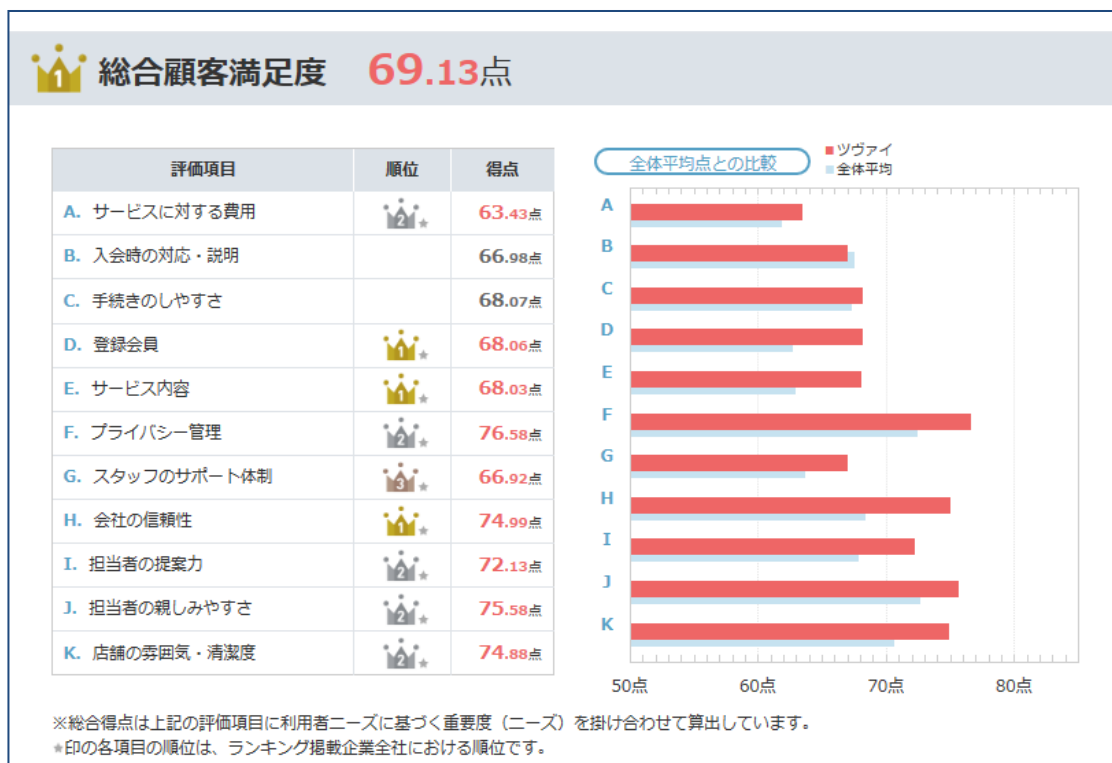 1 総合顧客満足度 69.13点
評価項目 順位 得点
A. サービスに対する費用 2★ 63.43点
B. 入会時の対応・説明 66.98点
C. 手続きのしやすさ 68.07点
D. 登録会員 1★ 68.06点
E. サービス内容 1★ 68.03点
F. プライバシー管理 2★ 76.58点
G. スタッフのサポート体制 3★ 66.92点
H. 会社の信頼性 1★ 74.99点
I. 担当者の提案力 2★ 72.13点
J. 担当者の親しみやすさ 2★ 75.58点
K. 店舗の雰囲気・清潔度 2★ 74.88点
全体平均点との比較
ツヴァイ
全体平均
A
B
C
D
E
F
G
H
I
J
K
50点 60点 70点 80点
※総合得点は上記の評価項目に利用者ニーズに基づく重要度（ニーズ）を掛け合わせて算出しています。
★印の各項目の順位は、ランキング掲載企業全社における順位です。